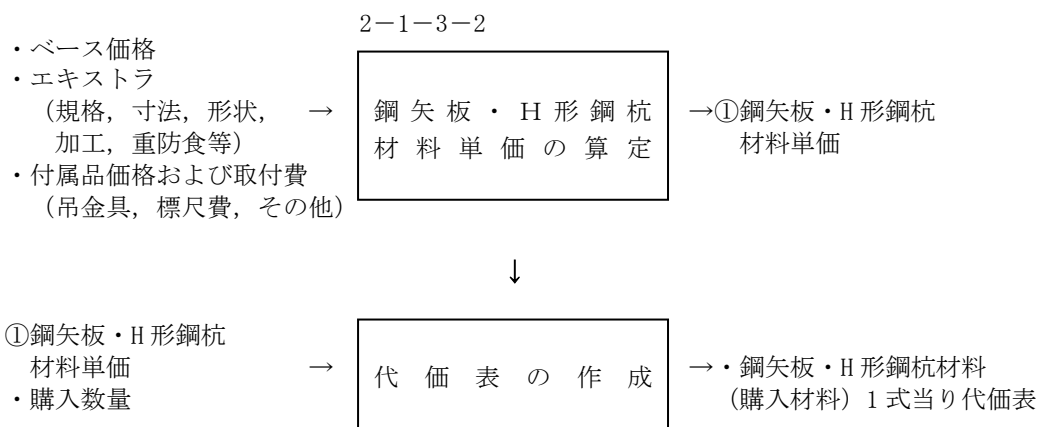 2－1－3－2
・ベース価格
・エキストラ
（規格，寸法，形状，
加工，重防食等）
・付属品価格および取付費
（吊金具，標尺費，その他）
→
鋼矢板・H形鋼杭
材料単価の算定
→①鋼矢板・H形鋼杭
材料単価
↓
①鋼矢板・H形鋼杭
材料単価
・購入数量
→
代価表の作成
→・鋼矢板・H形鋼杭材料
（購入材料）1式当り代価表